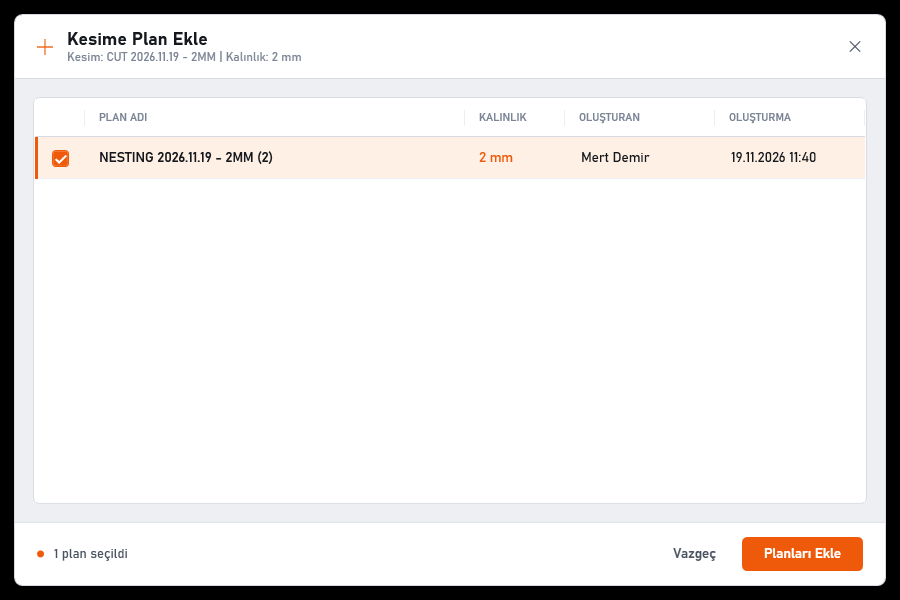 Kesime Plan Ekle
Kesim: CUT 2026.11.19 - 2MM | Kalınlık: 2 mm
PLAN ADI KALINLIK OLUŞTURAN OLUŞTURMA
NESTING 2026.11.19 - 2MM (2) 2 mm Mert Demir 19.11.2026 11:40
1 plan seçildi
Vazgeç
Planları Ekle